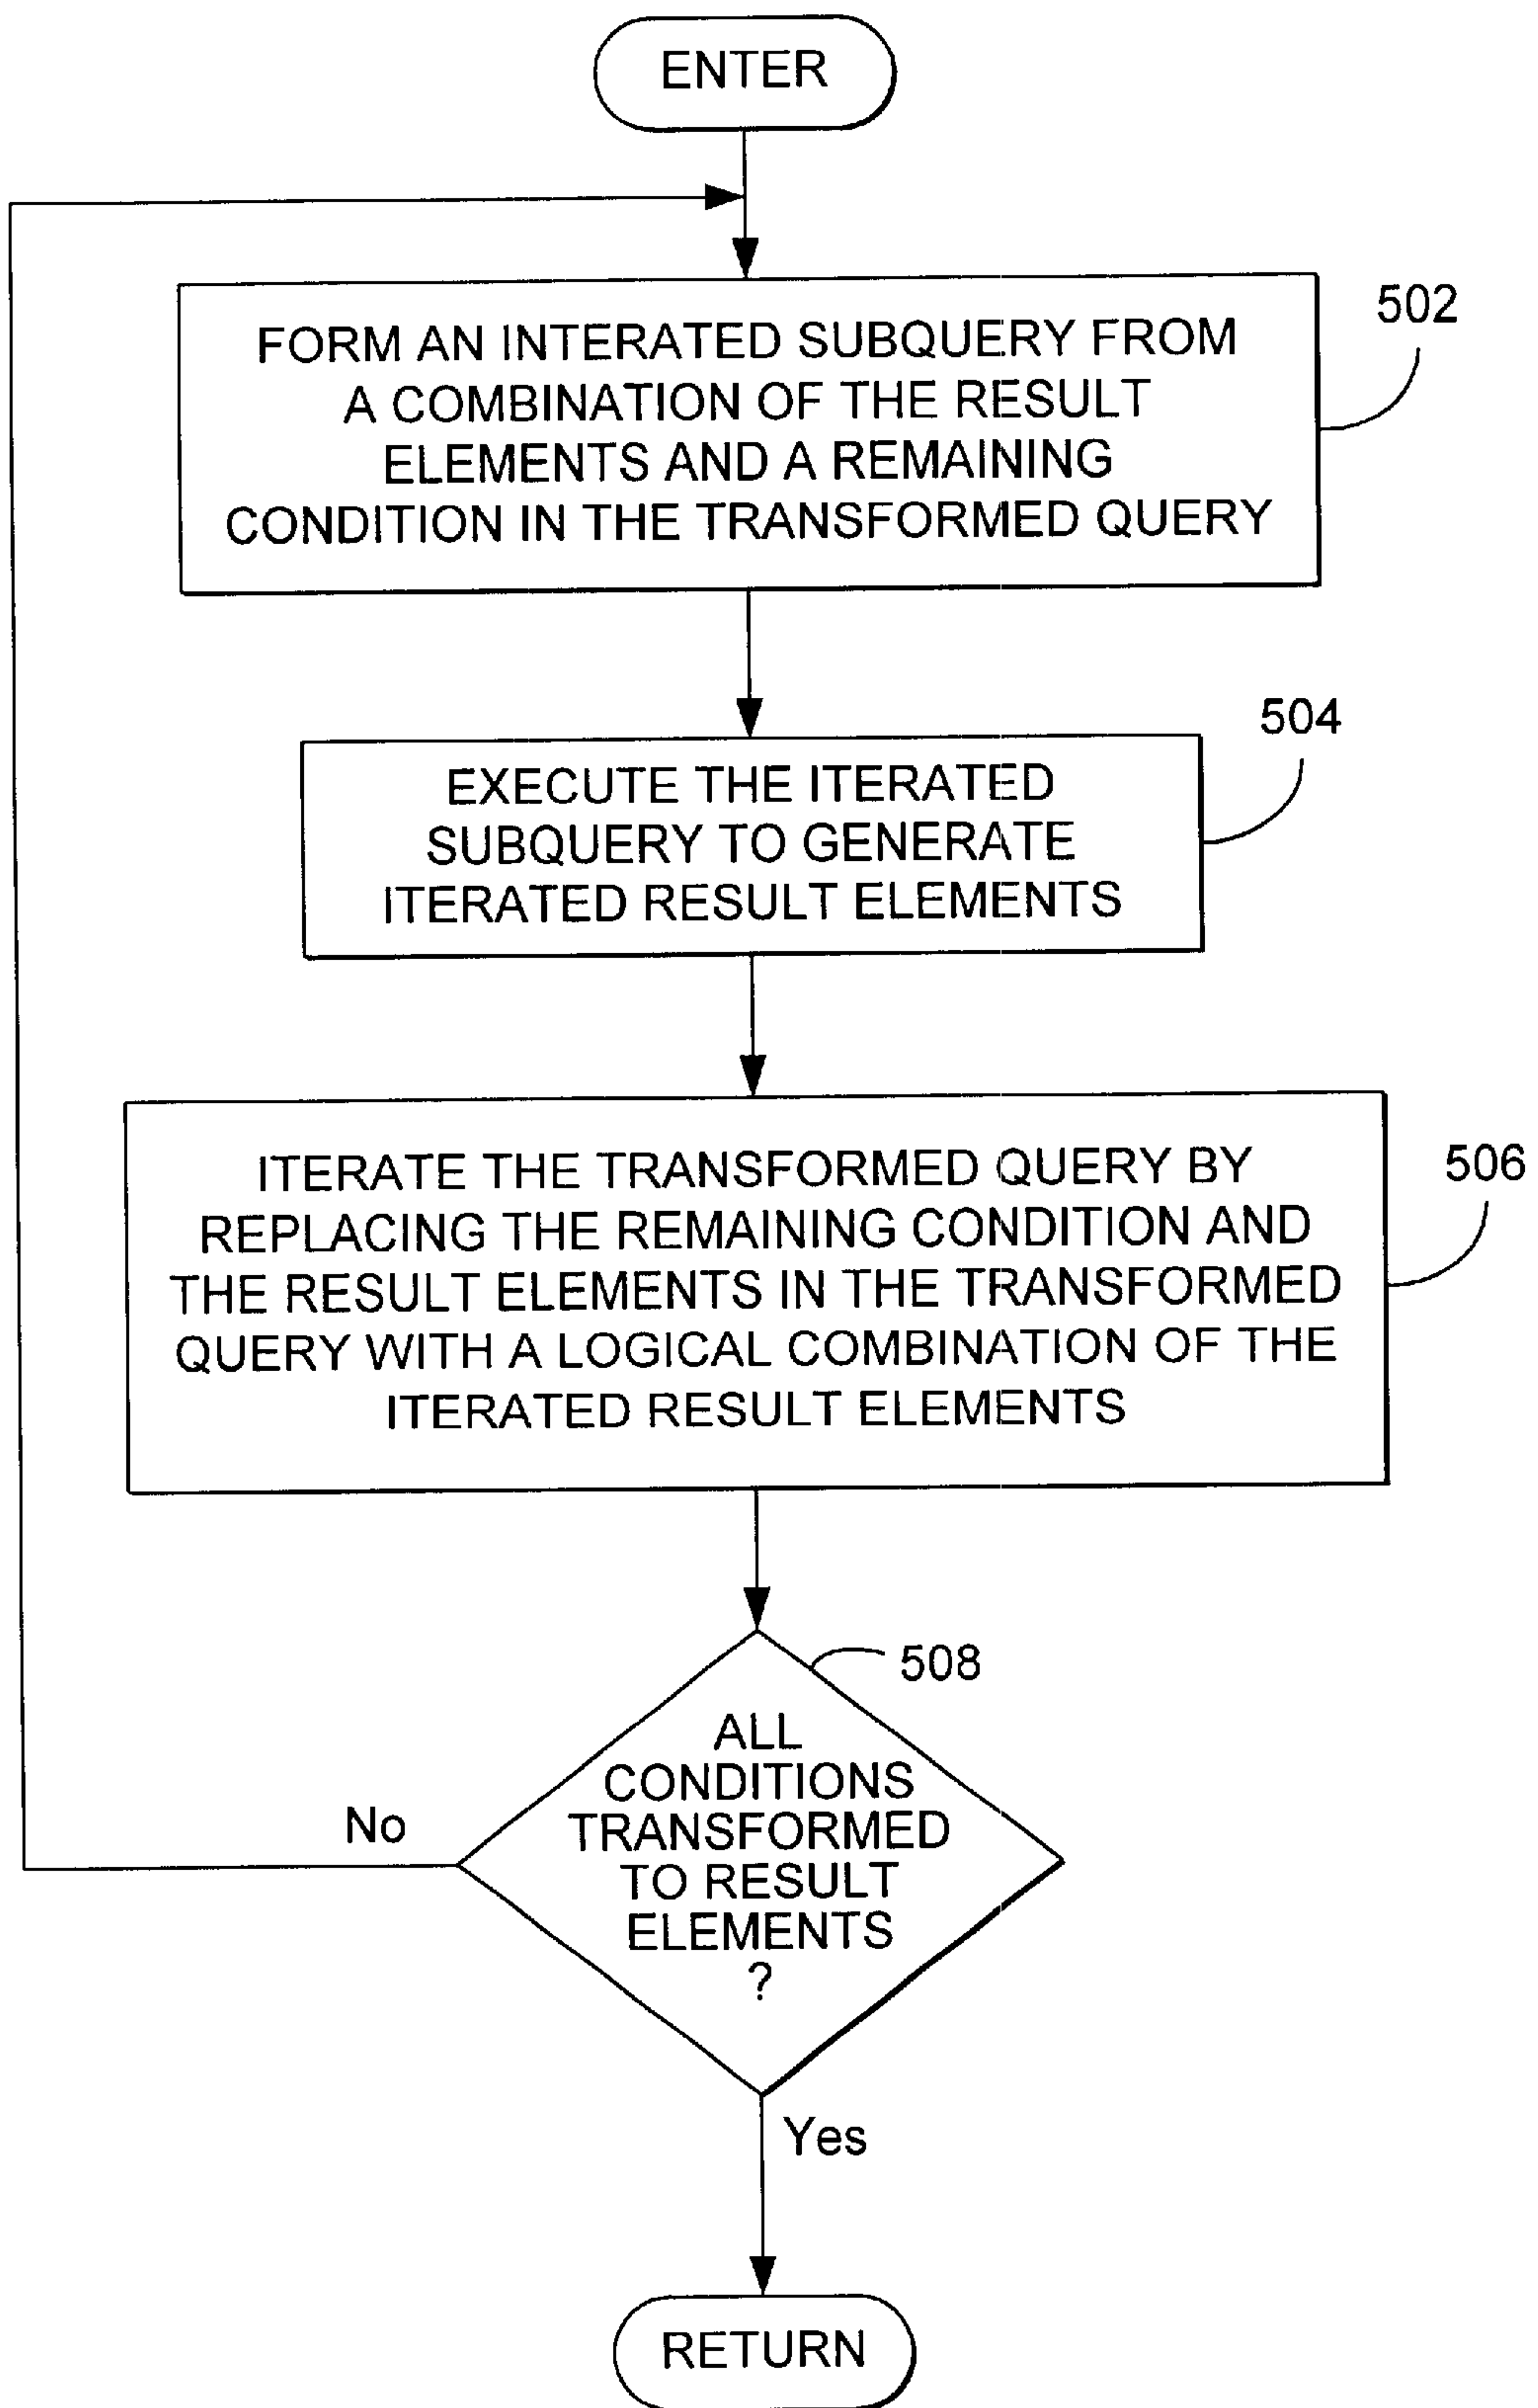 ENTER
FORM AN INTERATED SUBQUERY FROM
A COMBINATION OF THE RESULT
ELEMENTS AND A REMAINING
CONDITION IN THE TRANSFORMED QUERY
502
EXECUTE THE ITERATED
SUBQUERY TO GENERATE
ITERATED RESULT ELEMENTS
504
ITERATE THE TRANSFORMED QUERY BY
REPLACING THE REMAINING CONDITION AND
THE RESULT ELEMENTS IN THE TRANSFORMED
QUERY WITH A LOGICAL COMBINATION OF THE
ITERATED RESULT ELEMENTS
506
508
ALL
CONDITIONS
TRANSFORMED
TO RESULT
ELEMENTS
?
No
Yes
RETURN